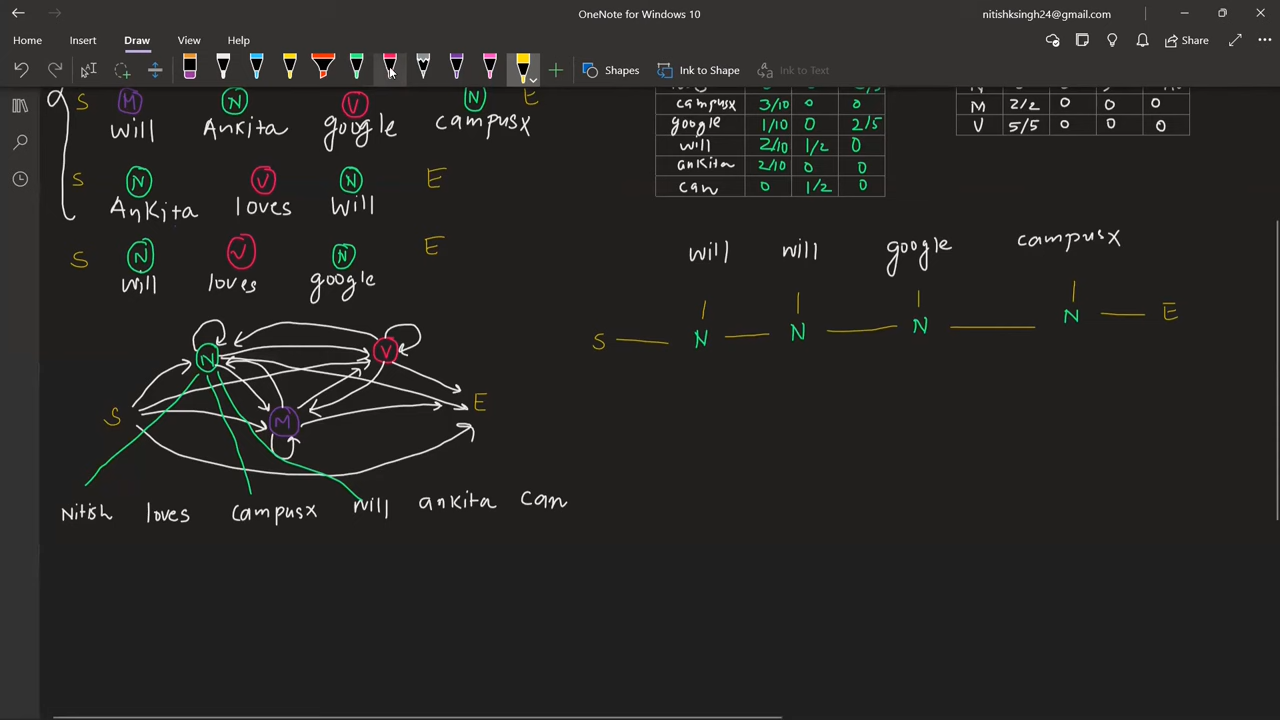 OneNote for Windows 10
nitishksingh24@gmail.com
Home Insert Draw View Help
Share
Shapes Ink to Shape Ink to Text
S M N V N E
will Ankita google campusx
S N V N E
Ankita loves will
S N V N E
will loves google
N V
S M E
Nitish loves campusx will ankita can
campusx 3/10 0 0
google 1/10 0 2/5
will 2/10 1/2 0
ankita 2/10 0 0
can 0 1/2 0
M 2/2 0 0 0
V 5/5 0 0 0
will will google campusx
S N N N N E